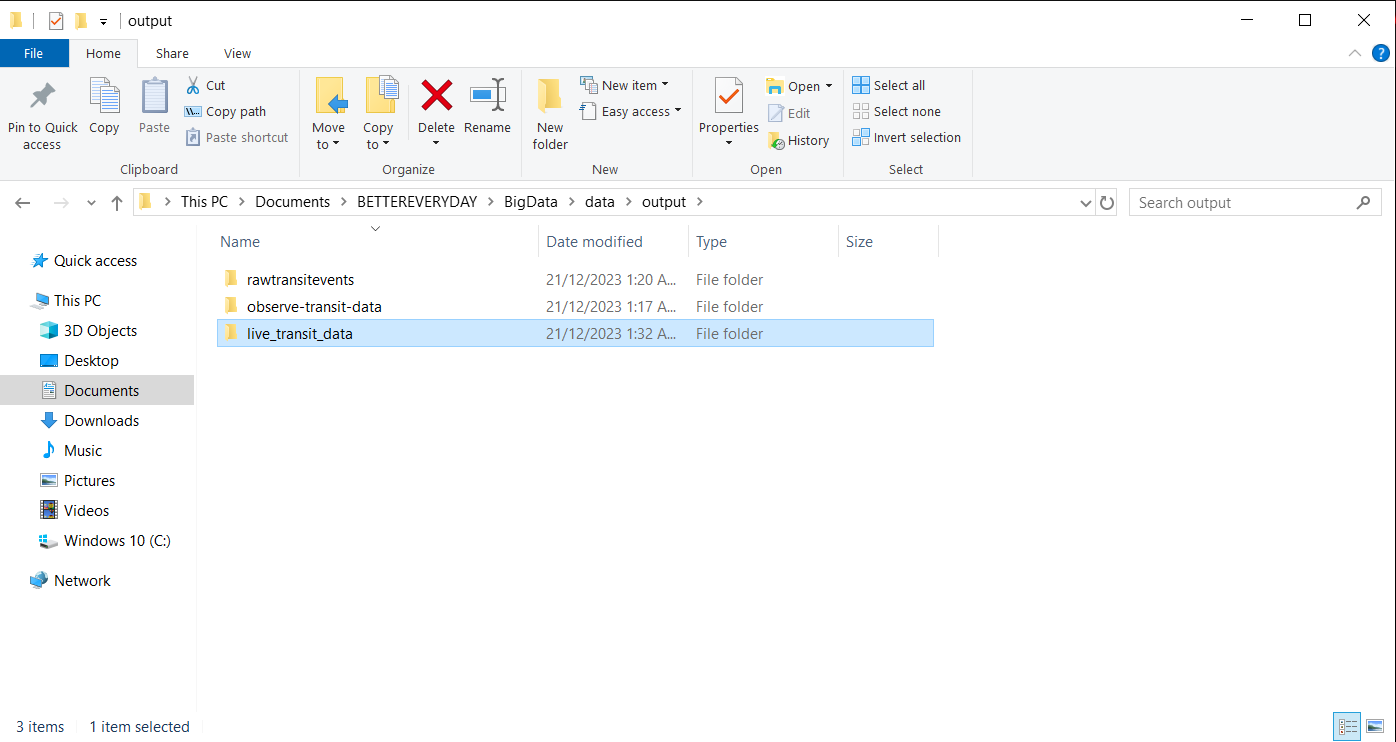 output
File Home Share View
Pin to Quick access
Copy
Paste
Cut
Copy path
Paste shortcut
Clipboard
Move to
Copy to
Delete
Rename
Organize
New folder
New item
Easy access
New
Properties
Open
Edit
History
Open
Select all
Select none
Invert selection
Select
This PC > Documents > BETTEREVERYDAY > BigData > data > output >
Search output
Name Date modified Type Size
rawtransitevents 21/12/2023 1:20 A... File folder
observe-transit-data 21/12/2023 1:17 A... File folder
live_transit_data 21/12/2023 1:32 A... File folder
Quick access
This PC
3D Objects
Desktop
Documents
Downloads
Music
Pictures
Videos
Windows 10 (C:)
Network
3 items 1 item selected